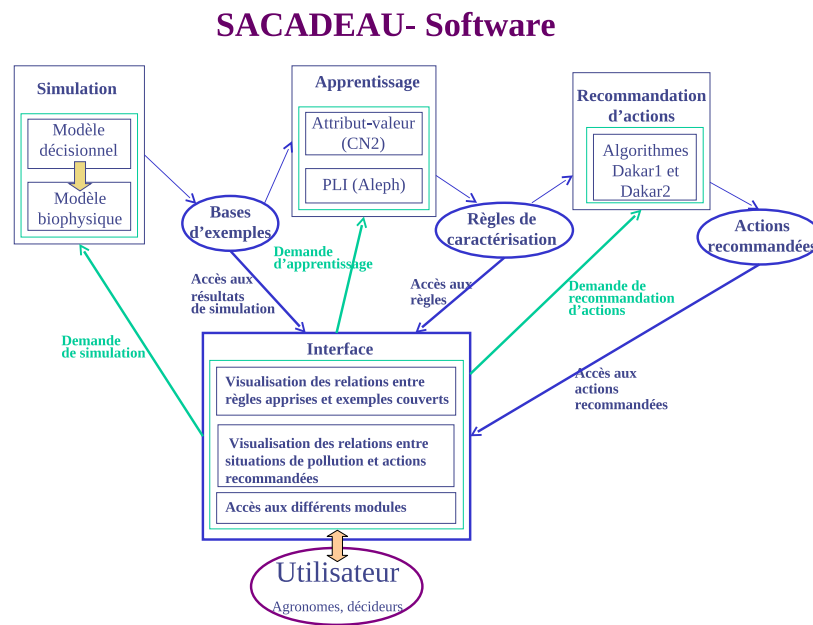 SACADEAU- Software
Simulation
Modèle
décisionnel
Modèle
biophysique
Apprentissage
Attribut-valeur
(CN2)
PLI (Aleph)
Recommandation
d’actions
Algorithmes
Dakar1 et
Dakar2
Bases
d’exemples
Règles de
caractérisation
Actions
recommandées
Demande
d’apprentissage
Accès aux
résultats
de simulation
Accès aux
règles
Demande de
recommandation
d’actions
Demande
de simulation
Accès aux
actions
recommandées
Interface
Visualisation des relations entre
règles apprises et exemples couverts
Visualisation des relations entre
situations de pollution et actions
recommandées
Accès aux différents modules
Utilisateur
Agronomes, décideurs